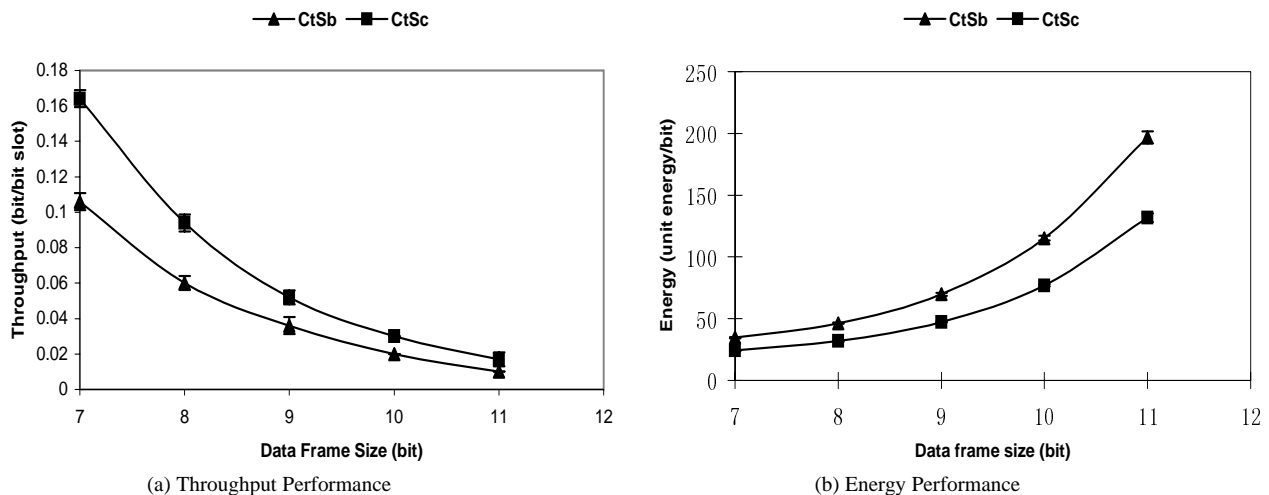 CtSb CtSc
0.18
0.16
0.14
0.12
0.1
0.08
0.06
0.04
0.02
0
Throughput (bit/bit slot)
7 8 9 10 11 12
Data Frame Size (bit)
(a) Throughput Performance
CtSb CtSc
250
200
150
100
50
0
Energy (unit energy/bit)
7 8 9 10 11 12
Data frame size (bit)
(b) Energy Performance